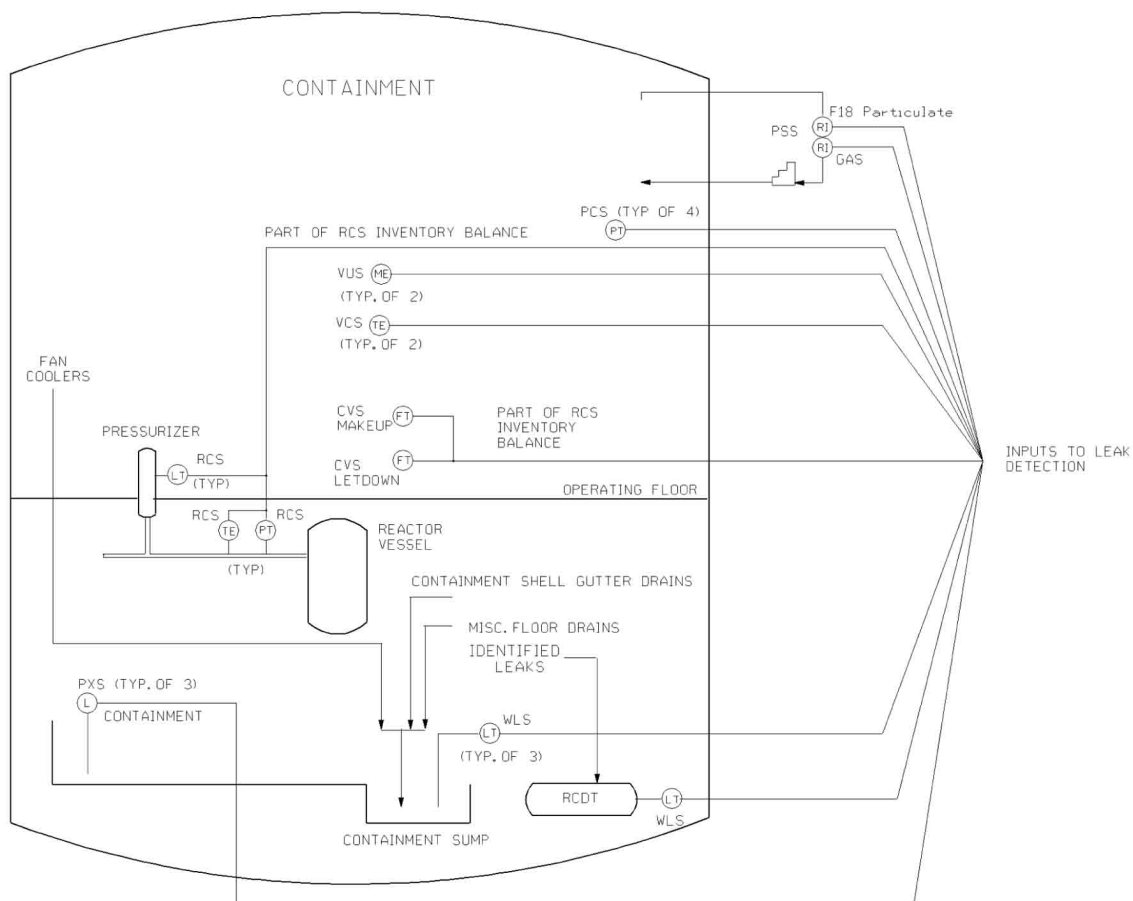 CONTAINMENT
F18 Particulate
PSS
RI
RI
GAS
PCS (TYP OF 4)
PT
PART OF RCS INVENTORY BALANCE
VUS
ME
(TYP. OF 2)
VCS
TE
(TYP. OF 2)
FAN
COOLERS
CVS
MAKEUP
FT
PART OF RCS
INVENTORY
BALANCE
PRESSURIZER
INPUTS TO LEAK
DETECTION
RCS
LT
(TYP)
CVS
LETDOWN
FT
OPERATING FLOOR
RCS
RCS
TE
PT
(TYP)
REACTOR
VESSEL
CONTAINMENT SHELL GUTTER DRAINS
MISC. FLOOR DRAINS
IDENTIFIED
LEAKS
PXS (TYP. OF 3)
L
CONTAINMENT
WLS
LT
(TYP. OF 3)
RCDT
LT
WLS
CONTAINMENT SUMP